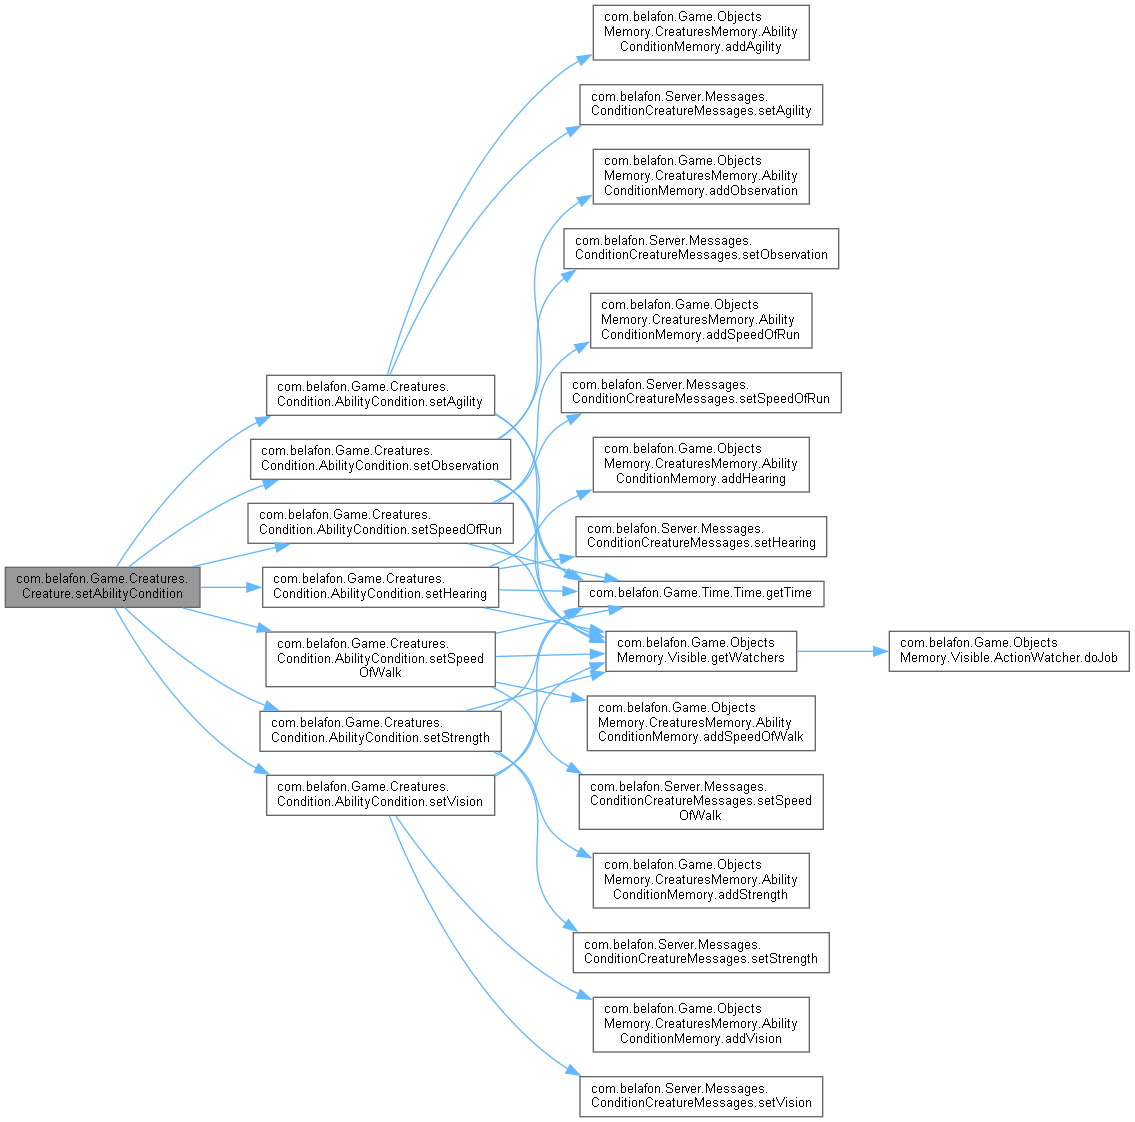 com.belafon.Game.Objects
Memory.CreaturesMemory.Ability
ConditionMemory.addAgility
com.belafon.Server.Messages.
ConditionCreatureMessages.setAgility
com.belafon.Game.Objects
Memory.CreaturesMemory.Ability
ConditionMemory.addObservation
com.belafon.Server.Messages.
ConditionCreatureMessages.setObservation
com.belafon.Game.Objects
Memory.CreaturesMemory.Ability
ConditionMemory.addSpeedOfRun
com.belafon.Game.Creatures.
Condition.AbilityCondition.setAgility
com.belafon.Server.Messages.
ConditionCreatureMessages.setSpeedOfRun
com.belafon.Game.Creatures.
Condition.AbilityCondition.setObservation
com.belafon.Game.Objects
Memory.CreaturesMemory.Ability
ConditionMemory.addHearing
com.belafon.Game.Creatures.
Condition.AbilityCondition.setSpeedOfRun
com.belafon.Server.Messages.
ConditionCreatureMessages.setHearing
com.belafon.Game.Creatures.
Creature.setAbilityCondition
com.belafon.Game.Creatures.
Condition.AbilityCondition.setHearing
com.belafon.Game.Time.Time.getTime
com.belafon.Game.Creatures.
Condition.AbilityCondition.setSpeed
OfWalk
com.belafon.Game.Objects
Memory.Visible.getWatchers
com.belafon.Game.Objects
Memory.Visible.ActionWatcher.doJob
com.belafon.Game.Creatures.
Condition.AbilityCondition.setStrength
com.belafon.Game.Objects
Memory.CreaturesMemory.Ability
ConditionMemory.addSpeedOfWalk
com.belafon.Game.Creatures.
Condition.AbilityCondition.setVision
com.belafon.Server.Messages.
ConditionCreatureMessages.setSpeed
OfWalk
com.belafon.Game.Objects
Memory.CreaturesMemory.Ability
ConditionMemory.addStrength
com.belafon.Server.Messages.
ConditionCreatureMessages.setStrength
com.belafon.Game.Objects
Memory.CreaturesMemory.Ability
ConditionMemory.addVision
com.belafon.Server.Messages.
ConditionCreatureMessages.setVision